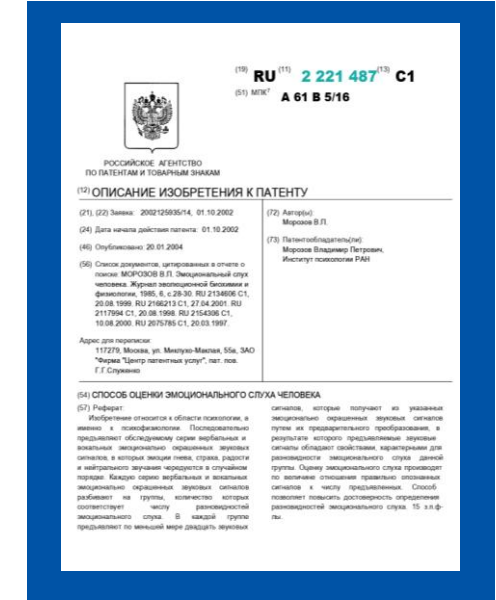 (19) RU (11) 2 221 487 (13) C1
(51) МПК⁷ A 61 B 5/16
РОССИЙСКОЕ АГЕНТСТВО
ПО ПАТЕНТАМ И ТОВАРНЫМ ЗНАКАМ
(12) ОПИСАНИЕ ИЗОБРЕТЕНИЯ К ПАТЕНТУ
(21), (22) Заявка: 2002125935/14, 01.10.2002
(24) Дата начала действия патента: 01.10.2002
(46) Опубликовано: 20.01.2004
(56) Список документов, цитированных в отчете о
поиске: МОРОЗОВ В.П. Эмоциональный слух
человека. Журнал эволюционной биохимии и
физиологии, 1985, 6, с.28-30. RU 2134606 C1,
20.08.1999. RU 2166213 C1, 27.04.2001. RU
2117994 C1, 20.08.1998. RU 2154306 C1,
10.08.2000. RU 2075785 C1, 20.03.1997.
Адрес для переписки:
117279, Москва, ул. Миклухо-Маклая, 55а, ЗАО
"Фирма "Центр патентных услуг", пат. пов.
Г.Г.Служенко
(72) Автор(ы):
Морозов В.П.
(73) Патентообладатель(ли):
Морозов Владимир Петрович,
Институт психологии РАН
(54) СПОСОБ ОЦЕНКИ ЭМОЦИОНАЛЬНОГО СЛУХА ЧЕЛОВЕКА
(57) Реферат:
Изобретение относится к области психологии, а
именно к психофизиологии. Последовательно
предъявляют обследуемому серии вербальных и
вокальных эмоционально окрашенных звуковых
сигналов, в которых эмоции гнева, страха, радости
и нейтрального звучания чередуются в случайном
порядке. Каждую серию вербальных и вокальных
эмоционально окрашенных звуковых сигналов
разбивают на группы, количество которых
соответствует числу разновидностей
эмоционального слуха. В каждой группе
предъявляют по меньшей мере двадцать звуковых
сигналов, которые получают из указанных
эмоционально окрашенных звуковых сигналов
путем их предварительного преобразования, в
результате которого предъявляемые звуковые
сигналы обладают свойствами, характерными для
разновидности эмоционального слуха данной
группы. Оценку эмоционального слуха производят
по величине отношения правильно опознанных
сигналов к числу предъявленных. Способ
позволяет повысить достоверность определения
разновидностей эмоционального слуха. 15 з.п.ф-
лы.